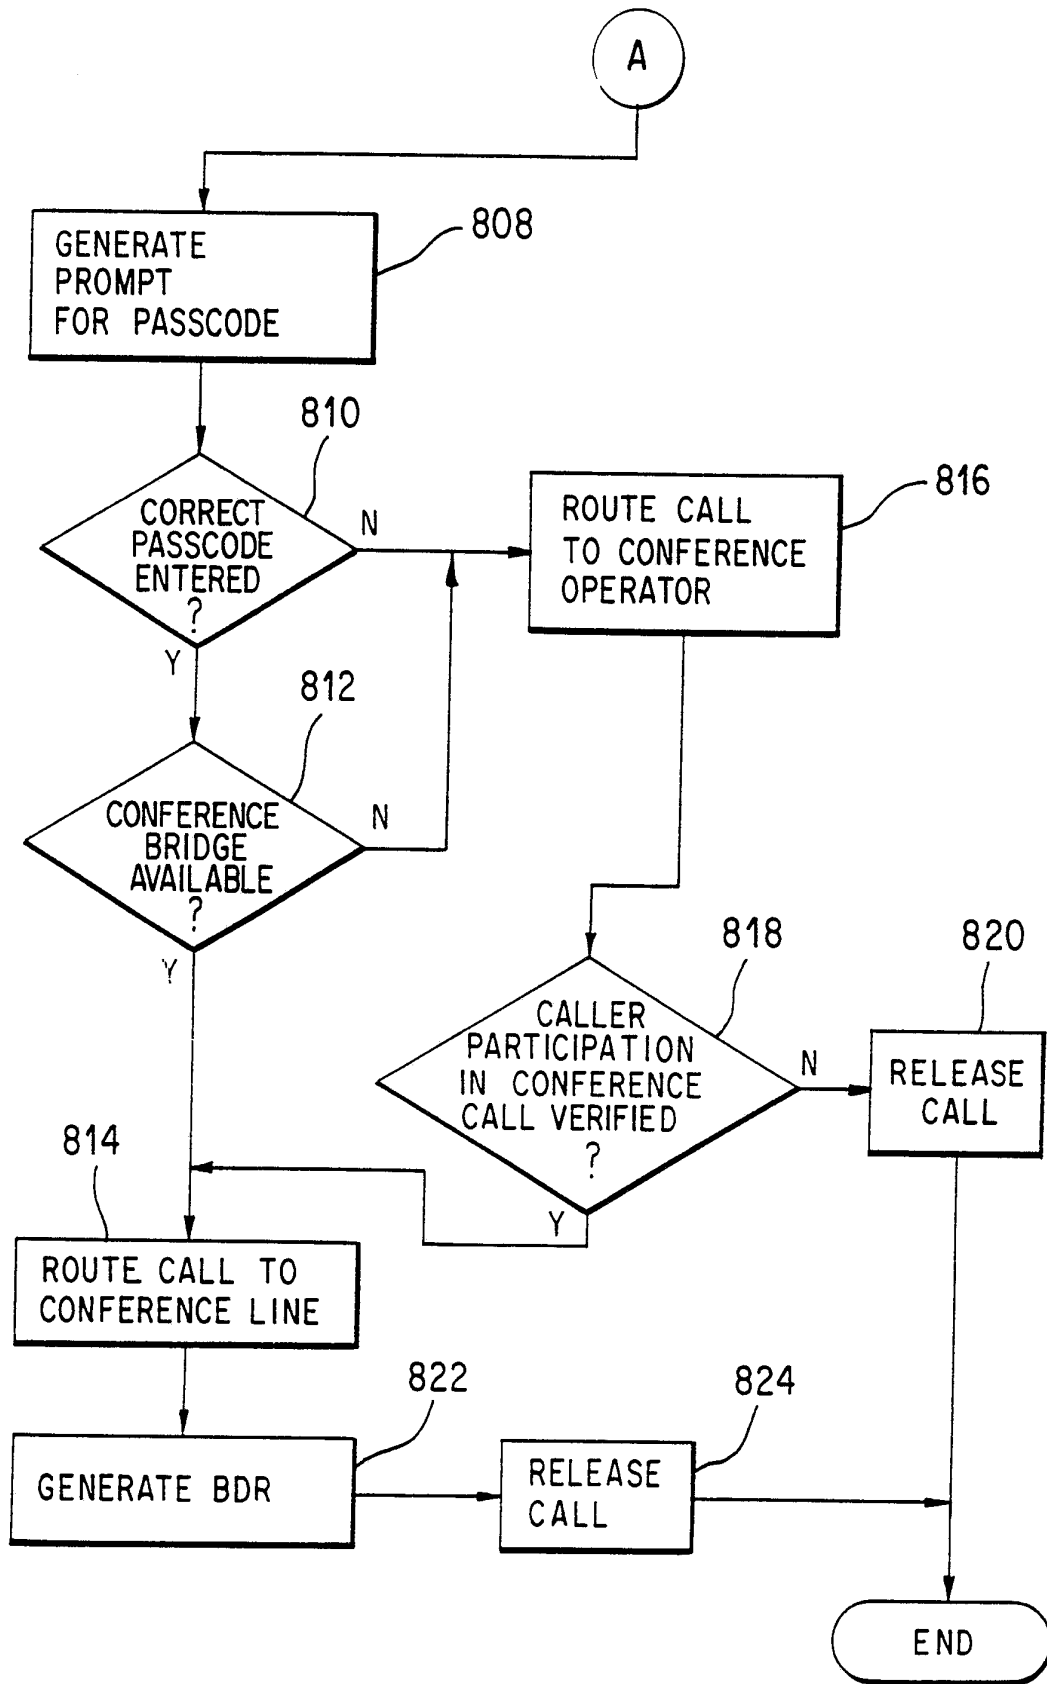 A
808
GENERATE
PROMPT
FOR PASSCODE
810
CORRECT
PASSCODE
ENTERED
?
N
Y
816
ROUTE CALL
TO CONFERENCE
OPERATOR
812
CONFERENCE
BRIDGE
AVAILABLE
?
N
Y
818
CALLER
PARTICIPATION
IN CONFERENCE
CALL VERIFIED
?
N
Y
820
RELEASE
CALL
814
ROUTE CALL TO
CONFERENCE LINE
822
GENERATE BDR
824
RELEASE
CALL
END